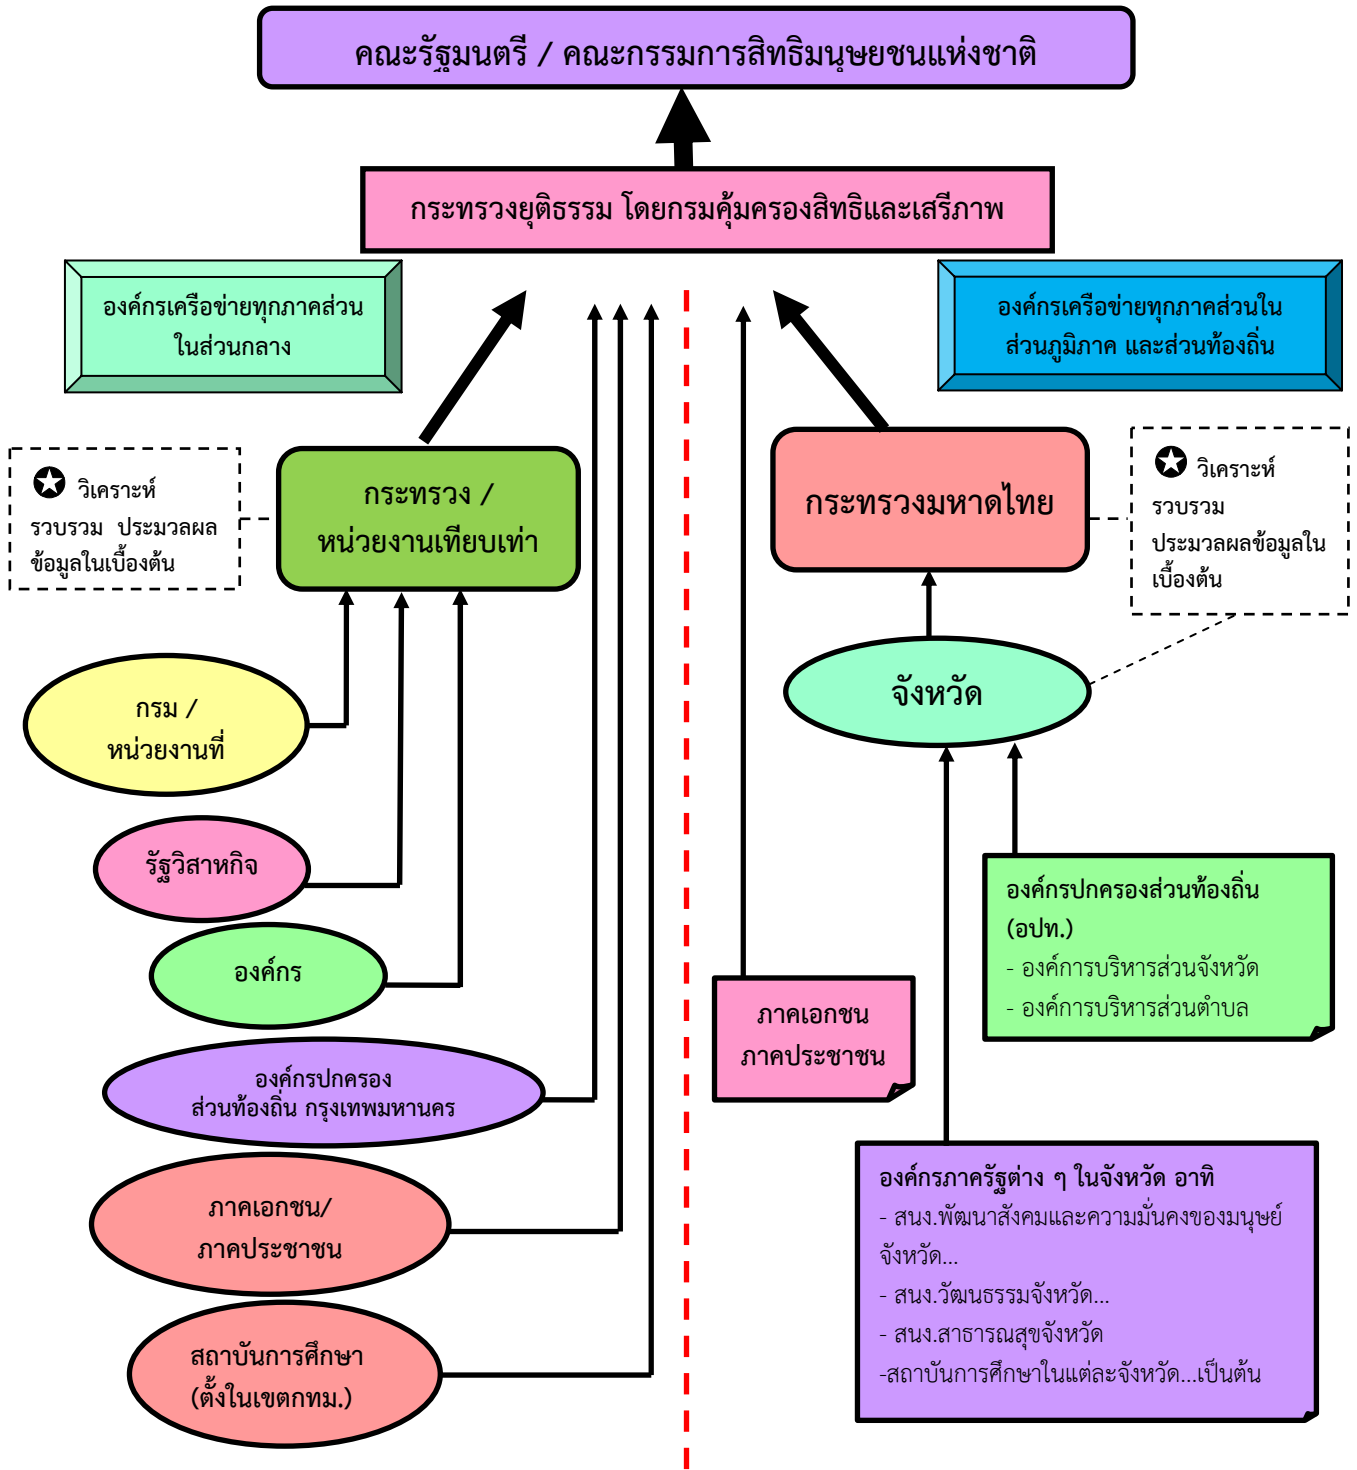 คณะรัฐมนตรี / คณะกรรมการสิทธิมนุษยชนแห่งชาติ
กระทรวงยุติธรรม โดยกรมคุ้มครองสิทธิและเสรีภาพ
องค์กรเครือข่ายทุกภาคส่วน
ในส่วนกลาง
องค์กรเครือข่ายทุกภาคส่วนใน
ส่วนภูมิภาค และส่วนท้องถิ่น
วิเคราะห์
รวบรวม ประมวลผล
ข้อมูลในเบื้องต้น
กระทรวง /
หน่วยงานเทียบเท่า
กระทรวงมหาดไทย
วิเคราะห์
รวบรวม
ประมวลผลข้อมูลใน
เบื้องต้น
กรม /
หน่วยงานที่
จังหวัด
รัฐวิสาหกิจ
องค์กร
องค์กรปกครองส่วนท้องถิ่น
(อปท.)
- องค์การบริหารส่วนจังหวัด
- องค์การบริหารส่วนตำบล
ภาคเอกชน
ภาคประชาชน
องค์กรปกครอง
ส่วนท้องถิ่น กรุงเทพมหานคร
ภาคเอกชน/
ภาคประชาชน
องค์กรภาครัฐต่าง ๆ ในจังหวัด อาทิ
- สนง.พัฒนาสังคมและความมั่นคงของมนุษย์
จังหวัด...
- สนง.วัฒนธรรมจังหวัด...
- สนง.สาธารณสุขจังหวัด
-สถาบันการศึกษาในแต่ละจังหวัด...เป็นต้น
สถาบันการศึกษา
(ตั้งในเขตกทม.)